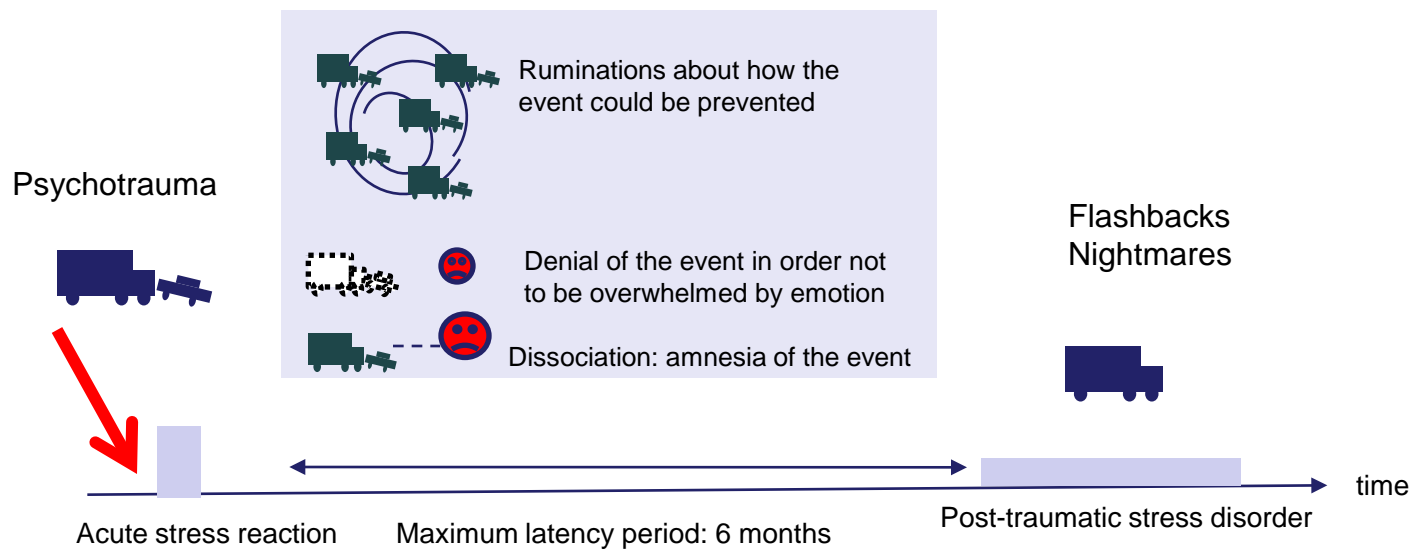 Ruminations about how the
event could be prevented
Psychotrauma
Flashbacks
Nightmares
Denial of the event in order not
to be overwhelmed by emotion
Dissociation: amnesia of the event
time
Acute stress reaction
Maximum latency period: 6 months
Post-traumatic stress disorder